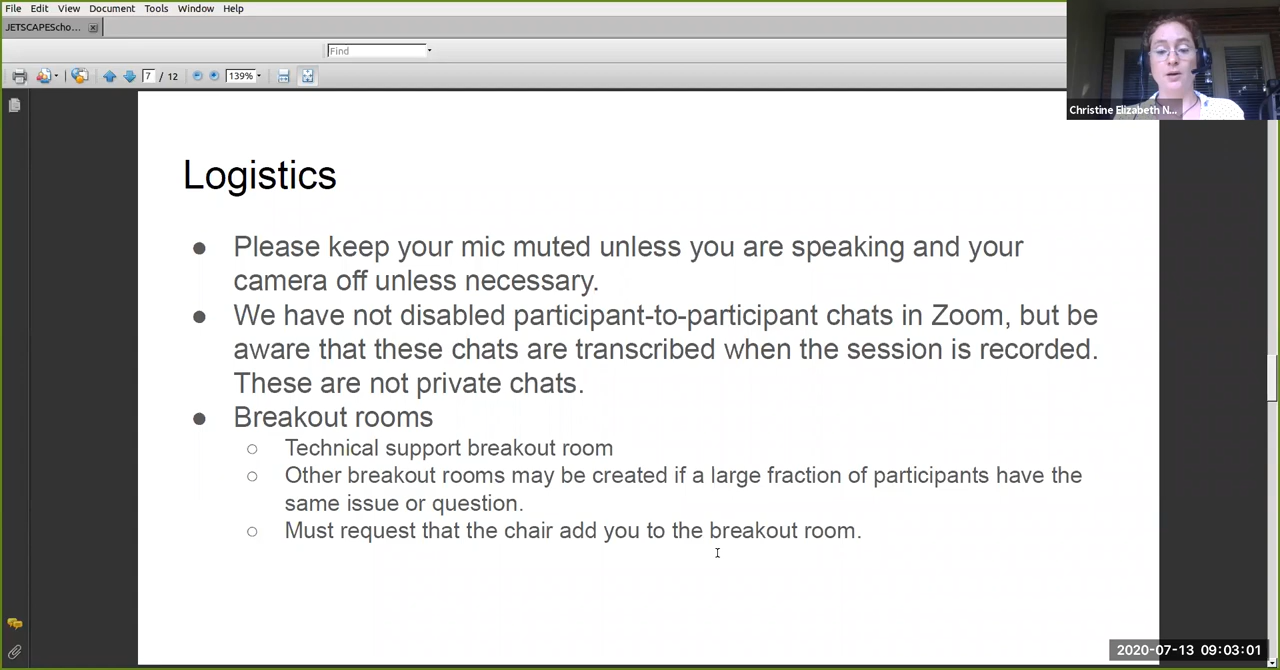 File Edit View Document Tools Window Help
JETSCAPEScho...
Find
7 / 12 139%
Christine Elizabeth N...
Logistics
● Please keep your mic muted unless you are speaking and your
camera off unless necessary.
● We have not disabled participant-to-participant chats in Zoom, but be
aware that these chats are transcribed when the session is recorded.
These are not private chats.
● Breakout rooms
○ Technical support breakout room
○ Other breakout rooms may be created if a large fraction of participants have the
same issue or question.
○ Must request that the chair add you to the breakout room.
2020-07-13 09:03:01